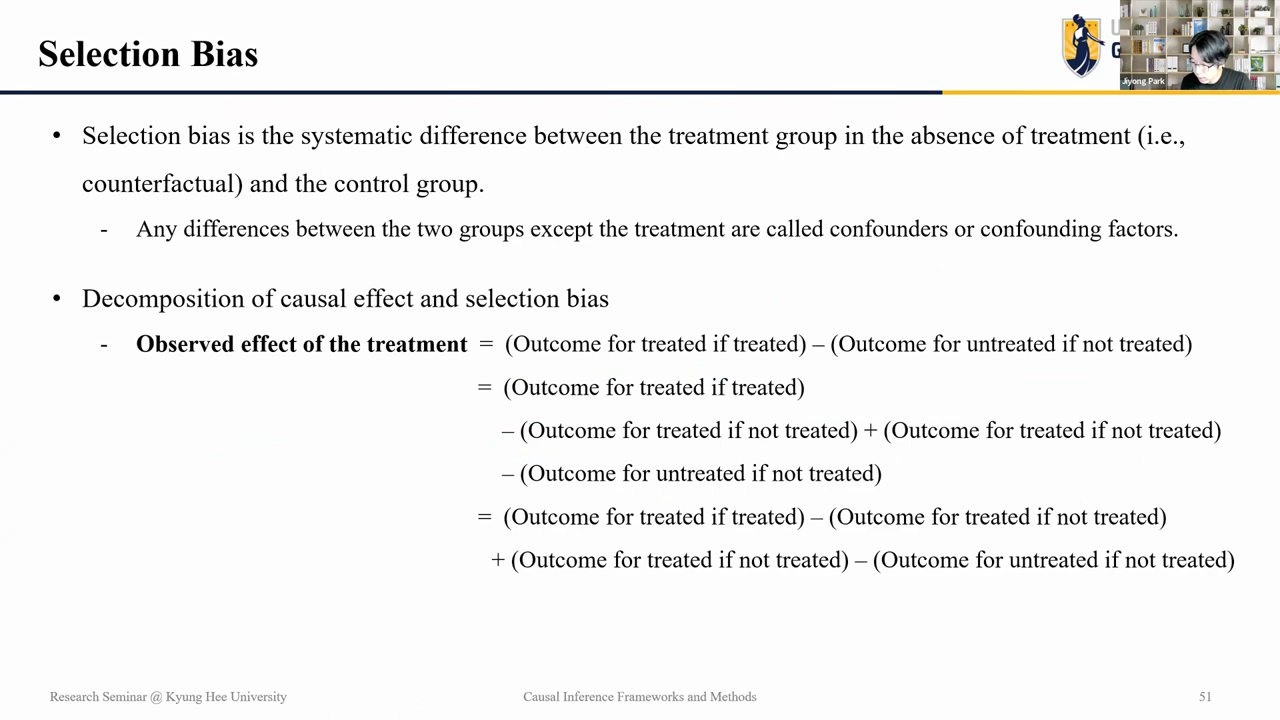 Selection Bias
Jiyong Park
• Selection bias is the systematic difference between the treatment group in the absence of treatment (i.e.,
counterfactual) and the control group.
- Any differences between the two groups except the treatment are called confounders or confounding factors.
• Decomposition of causal effect and selection bias
- Observed effect of the treatment = (Outcome for treated if treated) – (Outcome for untreated if not treated)
= (Outcome for treated if treated)
– (Outcome for treated if not treated) + (Outcome for treated if not treated)
– (Outcome for untreated if not treated)
= (Outcome for treated if treated) – (Outcome for treated if not treated)
+ (Outcome for treated if not treated) – (Outcome for untreated if not treated)
Research Seminar @ Kyung Hee University
Causal Inference Frameworks and Methods
51